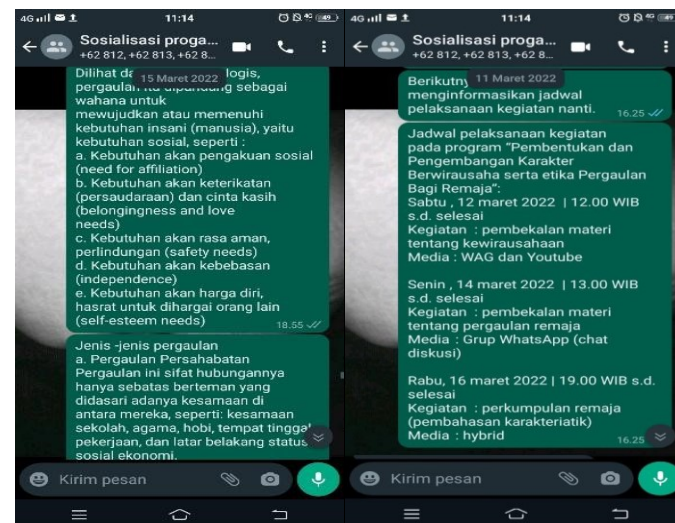 4G 11:14 49
Sosialisasi proga...
+62 812, +62 813, +62 8...
15 Maret 2022
Dilihat logis,
pergaulan itu dipandang sebagai
wahana untuk
mewujudkan atau memenuhi
kebutuhan insani (manusia), yaitu
kebutuhan sosial, seperti :
a. Kebutuhan akan pengakuan sosial
(need for affiliation)
b. Kebutuhan akan keterikatan
(persaudaraan) dan cinta kasih
(belongingness and love
needs)
c. Kebutuhan akan rasa aman,
perlindungan (safety needs)
d. Kebutuhan akan kebebasan
(independence)
e. Kebutuhan akan harga diri,
hasrat untuk dihargai orang lain
(self-esteem needs) 18.55
Jenis -jenis pergaulan
a. Pergaulan Persahabatan
Pergaulan ini sifat hubungannya
hanya sebatas berteman yang
didasari adanya kesamaan di
antara mereka, seperti: kesamaan
sekolah, agama, hobi, tempat tinggal
pekerjaan, dan latar belakang status
sosial ekonomi.
Kirim pesan
4G 11:14 49
Sosialisasi proga...
+62 812, +62 813, +62 8...
11 Maret 2022
Berikutny
menginformasikan jadwal
pelaksanaan kegiatan nanti. 16.25
Jadwal pelaksanaan kegiatan
pada program "Pembentukan dan
Pengembangan Karakter
Berwirausaha serta etika Pergaulan
Bagi Remaja":
Sabtu , 12 maret 2022 | 12.00 WIB
s.d. selesai
Kegiatan : pembekalan materi
tentang kewirausahaan
Media : WAG dan Youtube
Senin , 14 maret 2022 | 13.00 WIB
s.d. selesai
Kegiatan : pembekalan materi
tentang pergaulan remaja
Media : Grup WhatsApp (chat
diskusi)
Rabu, 16 maret 2022 | 19.00 WIB s.d.
selesai
Kegiatan : perkumpulan remaja
(pembahasan karakteriatik)
Media : hybrid 16.25
Kirim pesan